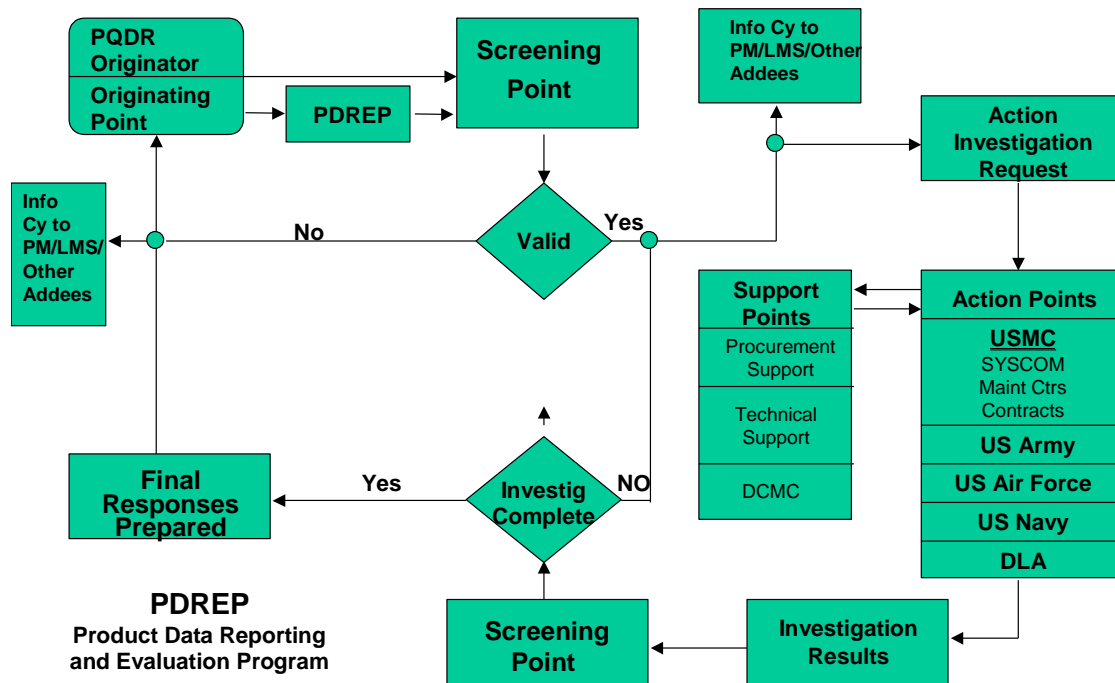 PQDR
Originator
Originating
Point
PDREP
Screening
Point
Info Cy to
PM/LMS/Other
Addees
Action
Investigation
Request
Info
Cy to
PM/LMS/
Other
Addees
No
Valid
Yes
Support
Points
Procurement
Support
Technical
Support
DCMC
Action Points
USMC
SYSCOM
Maint Ctrs
Contracts
US Army
US Air Force
US Navy
DLA
Final
Responses
Prepared
Yes
Investig
Complete
NO
PDREP
Product Data Reporting
and Evaluation Program
Screening
Point
Investigation
Results